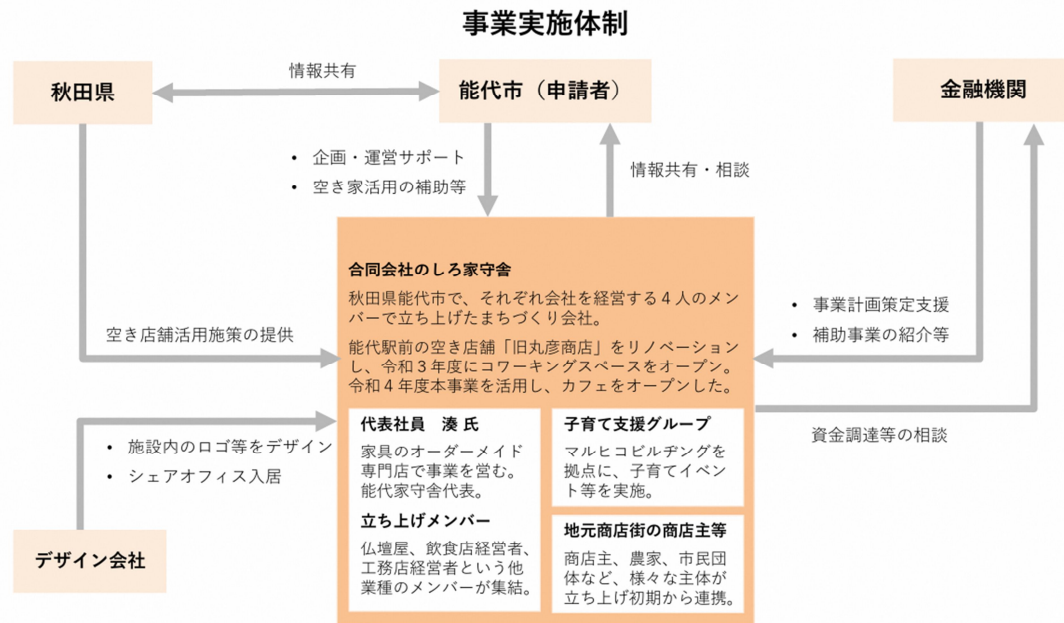 事業実施体制
秋田県
情報共有
能代市（申請者）
金融機関
• 企画・運営サポート
• 空き家活用の補助等
情報共有・相談
合同会社のしろ家守舎
秋田県能代市で、それぞれ会社を経営する４人のメン
バーで立ち上げたまちづくり会社。
能代駅前の空き店舗「旧丸彦商店」をリノベーション
し、令和３年度にコワーキングスペースをオープン。
令和４年度本事業を活用し、カフェをオープンした。
空き店舗活用施策の提供
• 事業計画策定支援
• 補助事業の紹介等
代表社員　湊 氏
家具のオーダーメイド
専門店で事業を営む。
能代家守舎代表。
立ち上げメンバー
仏壇屋、飲食店経営者、
工務店経営者という他
業種のメンバーが集結。
子育て支援グループ
マルヒコビルヂングを
拠点に、子育てイベン
ト等を実施。
地元商店街の商店主等
商店主、農家、市民団
体など、様々な主体が
立ち上げ初期から連携。
資金調達等の相談
• 施設内のロゴ等をデザイン
• シェアオフィス入居
デザイン会社